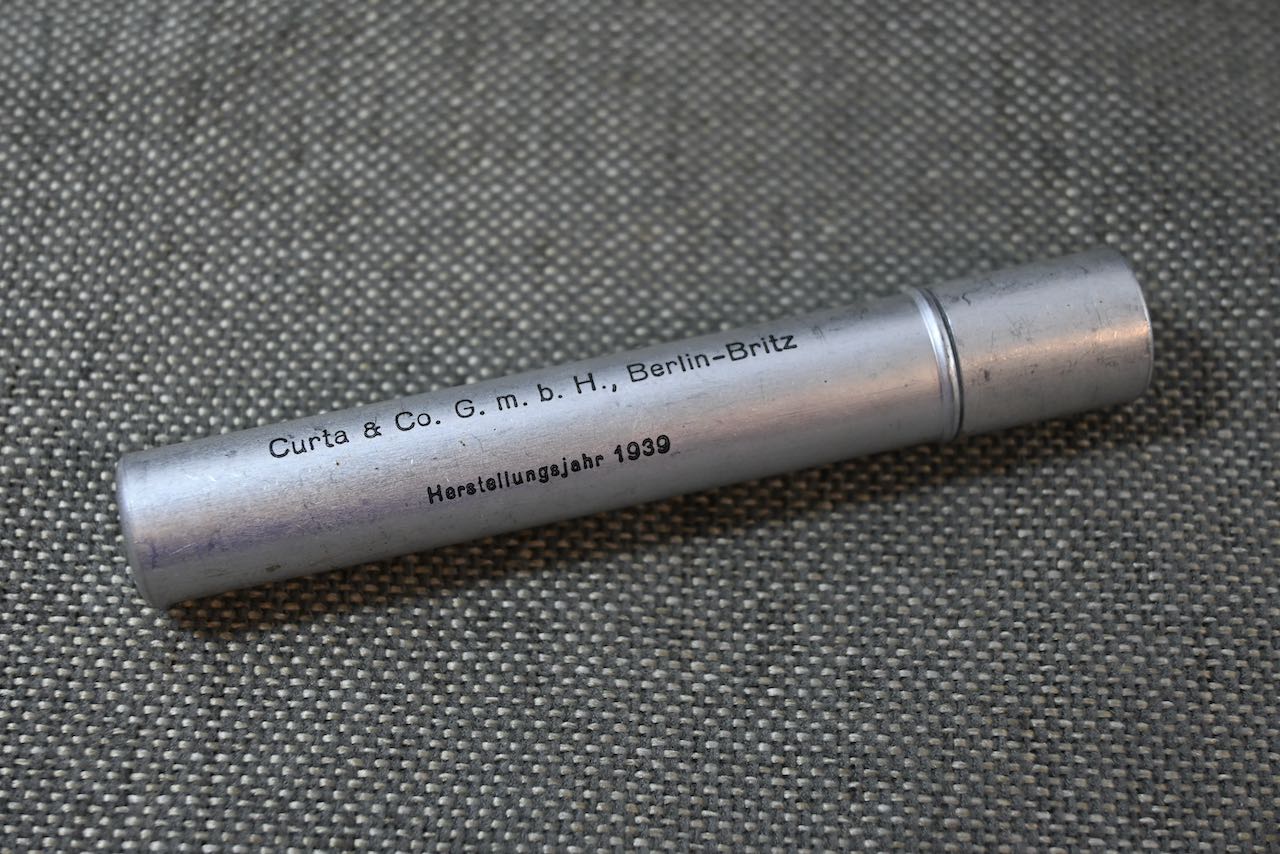 Curta & Co. G. m. b. H., Berlin-Britz
Herstellungsjahr 1939